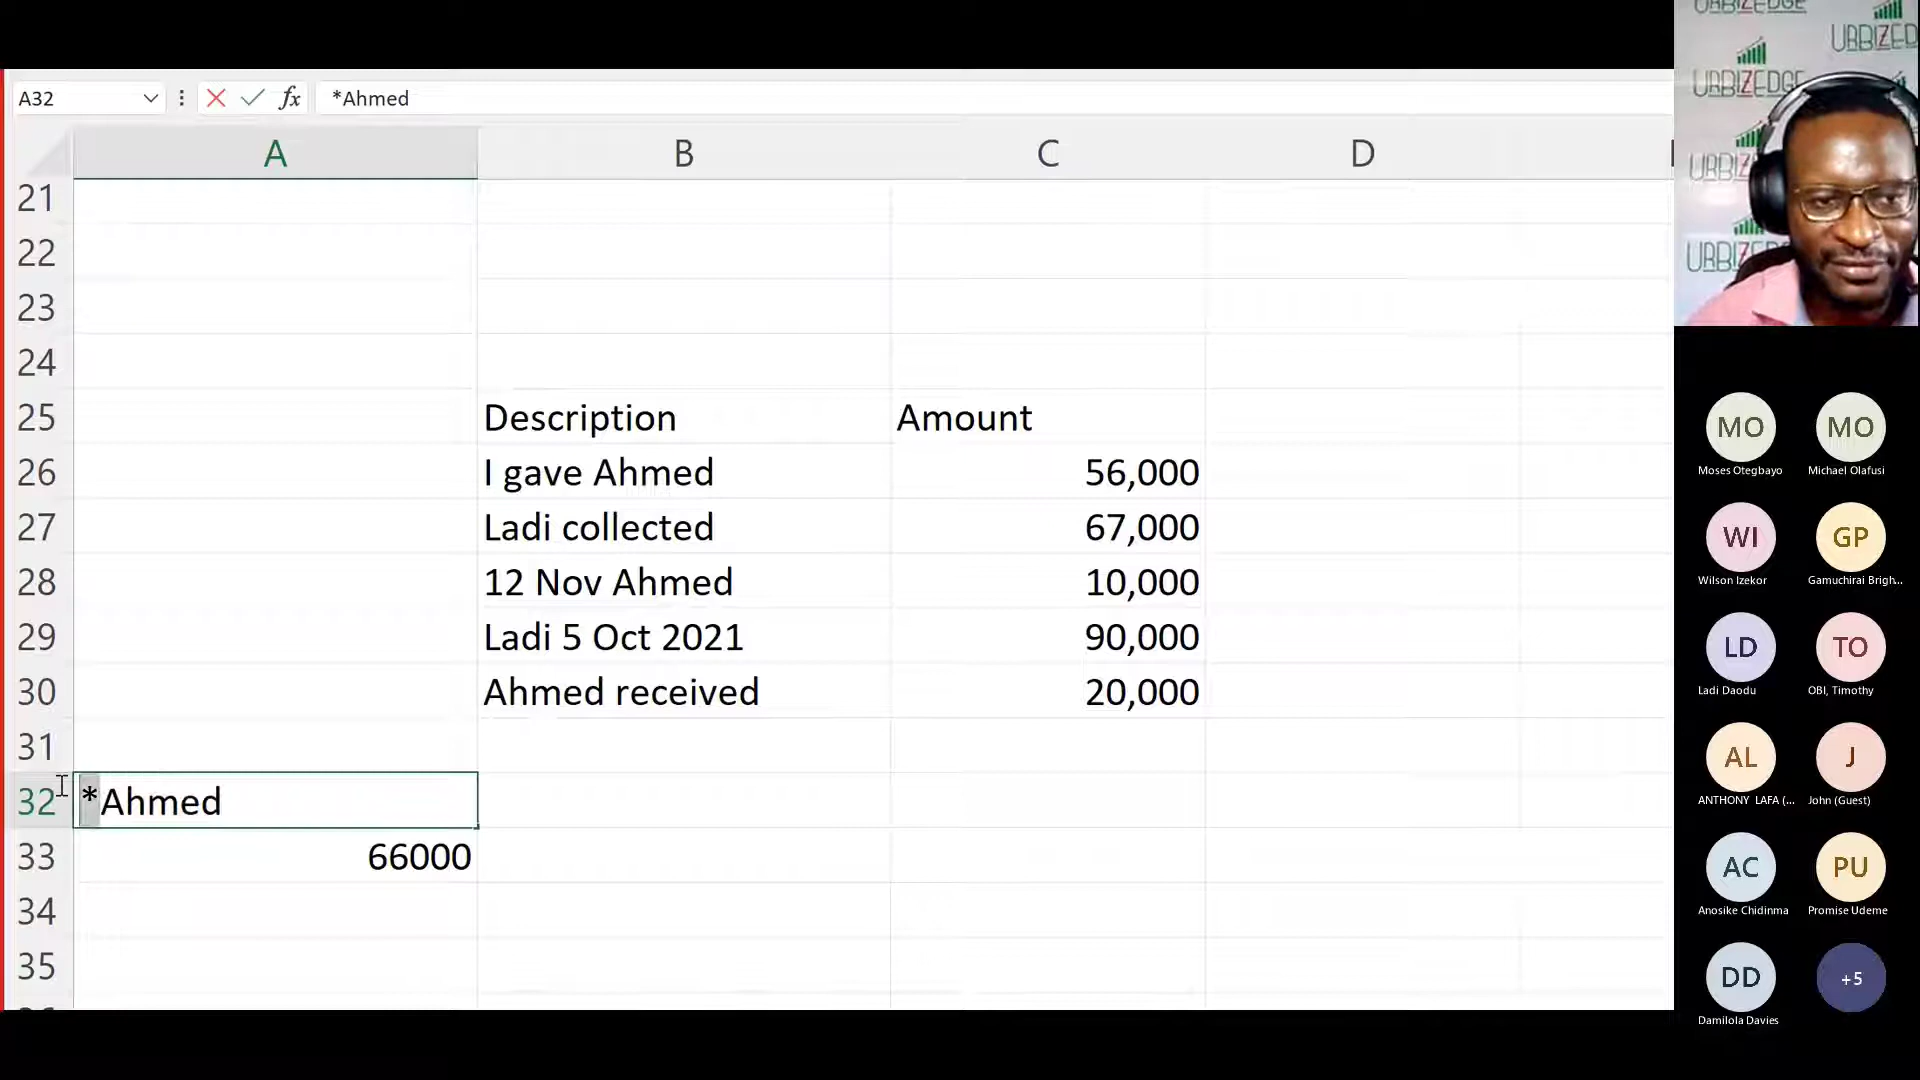 A32 fx *Ahmed
A B C D
21
22
23
24
25 Description Amount
26 I gave Ahmed 56,000
27 Ladi collected 67,000
28 12 Nov Ahmed 10,000
29 Ladi 5 Oct 2021 90,000
30 Ahmed received 20,000
31
32 *Ahmed
33 66000
34
35
URBIZEDGE
MO MO
Moses Otegbayo Michael Olafusi
WI GP
Wilson Izekor Gamuchirai Brigh...
LD TO
Ladi Daodu OBI, Timothy
AL J
ANTHONY LAFA (... John (Guest)
AC PU
Anosike Chidinma Promise Udeme
DD +5
Damilola Davies